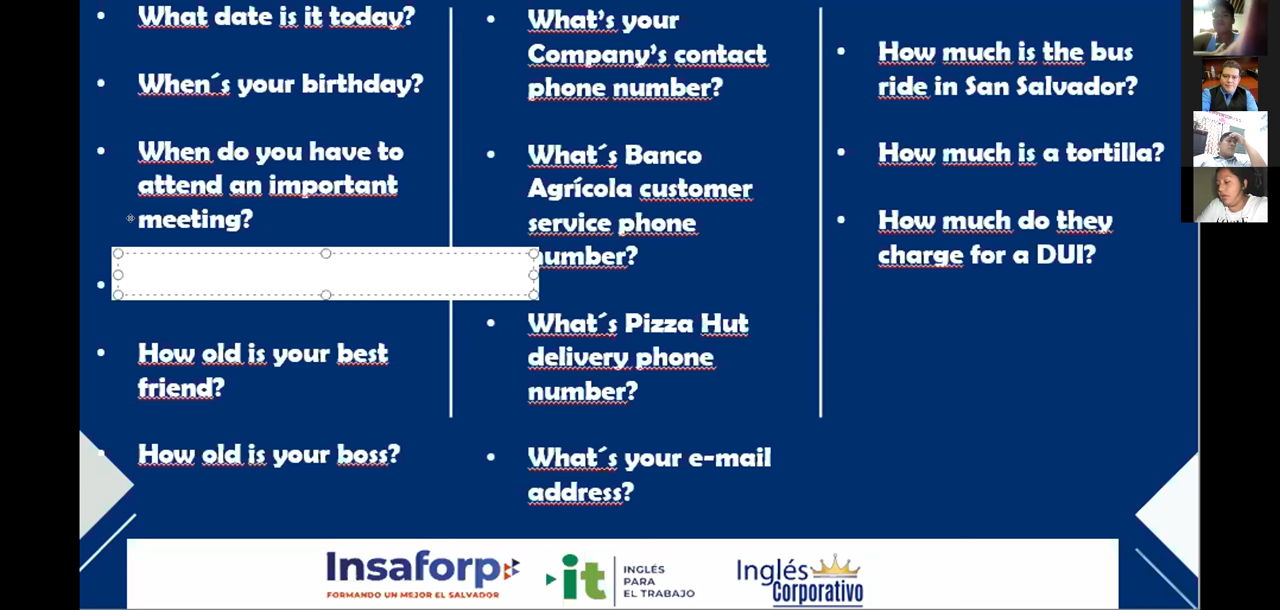 What date is it today?
When´s your birthday?
When do you have to
attend an important
meeting?
How old is your best
friend?
How old is your boss?
What’s your
Company’s contact
phone number?
What´s Banco
Agrícola customer
service phone
number?
What´s Pizza Hut
delivery phone
number?
What´s your e-mail
address?
How much is the bus
ride in San Salvador?
How much is a tortilla?
How much do they
charge for a DUI?
Insaforp
FORMANDO UN MEJOR EL SALVADOR
it
INGLÉS
PARA
EL TRABAJO
Inglés
Corporativo